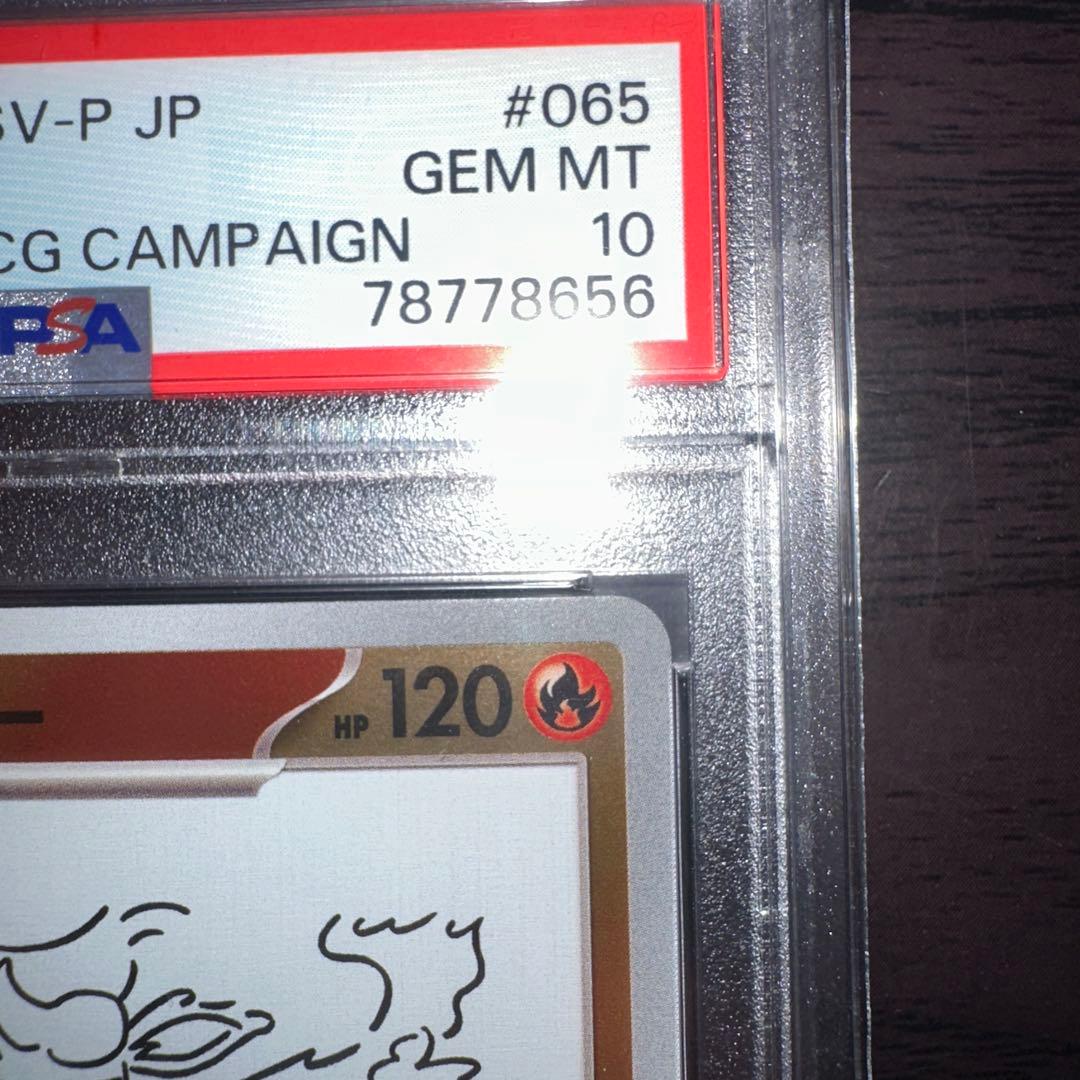 SV-P JP #065
GEM MT
CG CAMPAIGN 10
78778656
PSA
HP 120